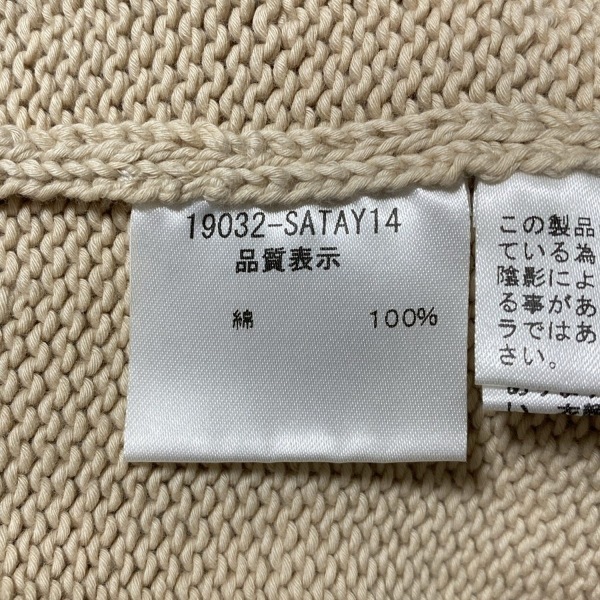 19032-SATAY14
品質表示
綿 100%
この製品
ている為
陰影によ
る事があ
ラではあ
さい。